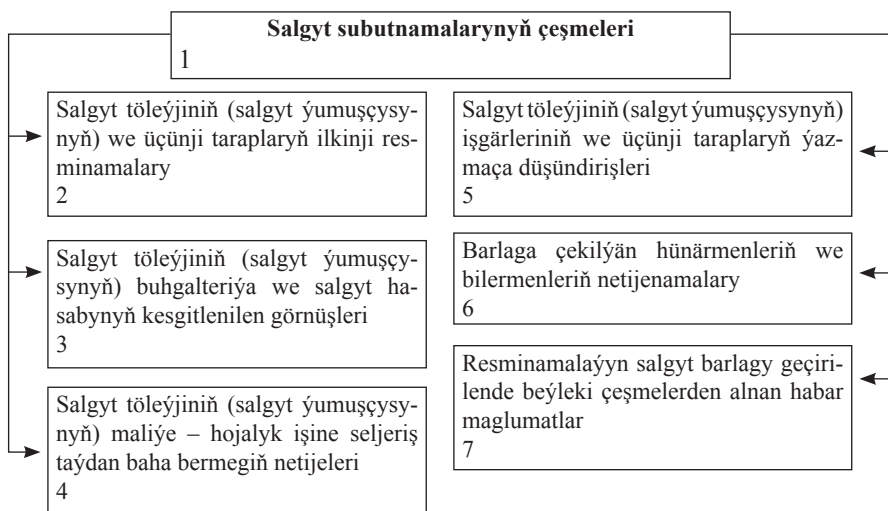 Salgyt subutnamalarynyň çeşmeleri
1
Salgyt töleýjiniň (salgyt ýumuşçysy-
nyň) we üçünji taraplaryň ilkinji res-
minamalary
2
Salgyt töleýjiniň (salgyt ýumuşçy-
synyň) buhgalteriýa we salgyt ha-
sabynyň kesgitlenilen görnüşleri
3
Salgyt töleýjiniň (salgyt ýumuşçysy-
nyň) maliýe – hojalyk işine seljeriş
taýdan baha bermegiň netijeleri
4
Salgyt töleýjiniň (salgyt ýumuşçysynyň)
işgärleriniň we üçünji taraplaryň ýaz-
maça düşündirişleri
5
Barlaga çekilýän hünärmenleriň we
bilermenleriň netijenamalary
6
Resminamalaýyn salgyt barlagy geçiri-
lende beýleki çeşmelerden alnan habar
maglumatlar
7